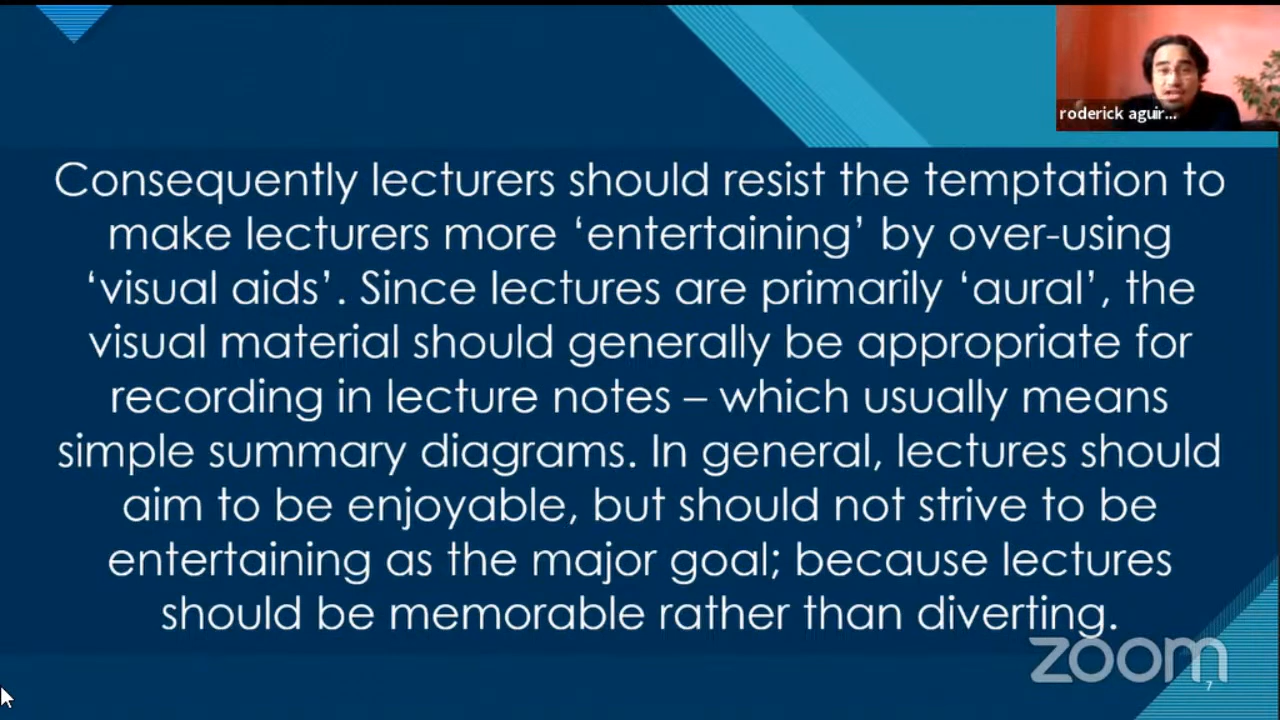 roderick aguir...
Consequently lecturers should resist the temptation to
make lecturers more ‘entertaining’ by over-using
‘visual aids’. Since lectures are primarily ‘aural’, the
visual material should generally be appropriate for
recording in lecture notes – which usually means
simple summary diagrams. In general, lectures should
aim to be enjoyable, but should not strive to be
entertaining as the major goal; because lectures
should be memorable rather than diverting.
zoom
7